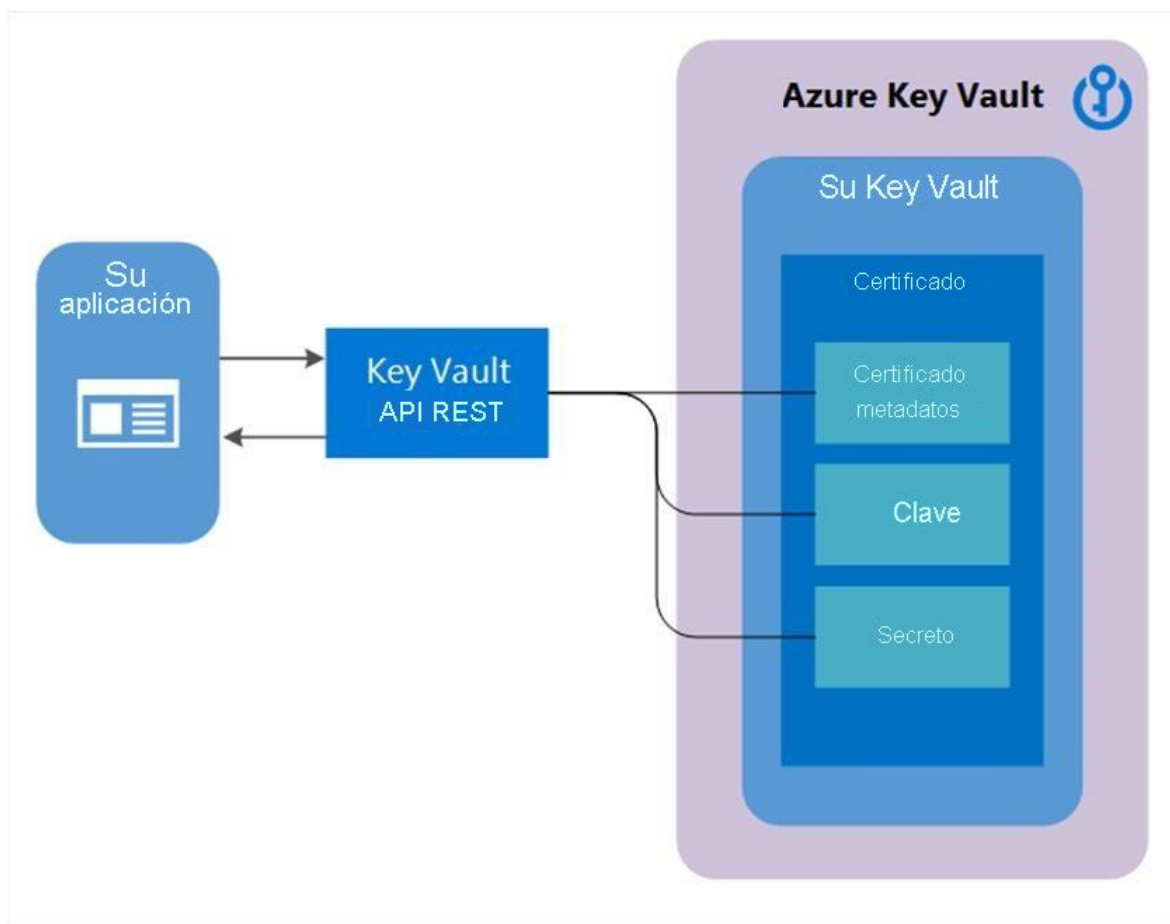 Azure Key Vault
Su Key Vault
Su
aplicación
Certificado
Key Vault
API REST
Certificado
metadatos
Clave
Secreto